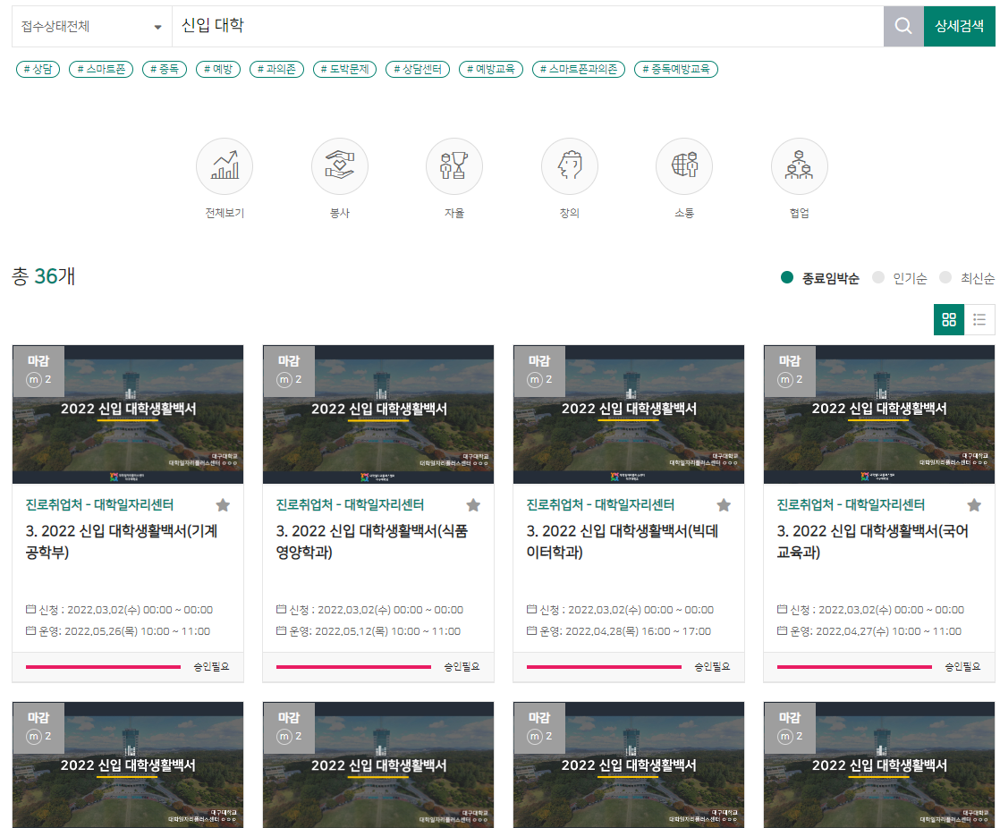 접수상태전체
신입 대학
상세검색
# 상담 # 스마트폰 # 중독 # 예방 # 과의존 # 도박문제 # 상담센터 # 예방교육 # 스마트폰과의존 # 중독예방교육
전체보기 봉사 자율 창의 소통 협업
총 36개
종료임박순 인기순 최신순
마감
m 2
2022 신입 대학생활백서
대구대학교
대학일자리플러스센터
진로취업처 - 대학일자리센터
3. 2022 신입 대학생활백서(기계
공학부)
신청 : 2022.03.02(수) 00:00 ~ 00:00
운영: 2022.05.26(목) 10:00 ~ 11:00
승인필요
마감
m 2
2022 신입 대학생활백서
대구대학교
대학일자리플러스센터
진로취업처 - 대학일자리센터
3. 2022 신입 대학생활백서(식품
영양학과)
신청 : 2022.03.02(수) 00:00 ~ 00:00
운영: 2022.05.12(목) 10:00 ~ 11:00
승인필요
마감
m 2
2022 신입 대학생활백서
대구대학교
대학일자리플러스센터
진로취업처 - 대학일자리센터
3. 2022 신입 대학생활백서(빅데
이터학과)
신청 : 2022.03.02(수) 00:00 ~ 00:00
운영: 2022.04.28(목) 16:00 ~ 17:00
승인필요
마감
m 2
2022 신입 대학생활백서
대구대학교
대학일자리플러스센터
진로취업처 - 대학일자리센터
3. 2022 신입 대학생활백서(국어
교육과)
신청 : 2022.03.02(수) 00:00 ~ 00:00
운영: 2022.04.27(수) 10:00 ~ 11:00
승인필요
마감
m 2
2022 신입 대학생활백서
대구대학교
대학일자리플러스센터
마감
m 2
2022 신입 대학생활백서
대구대학교
대학일자리플러스센터
마감
m 2
2022 신입 대학생활백서
대구대학교
대학일자리플러스센터
마감
m 2
2022 신입 대학생활백서
대구대학교
대학일자리플러스센터